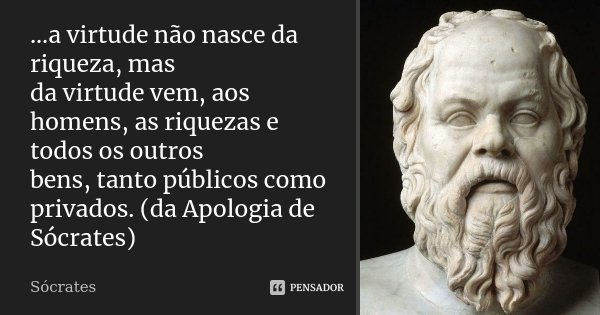 ...a virtude não nasce da
riqueza, mas
da virtude vem, aos
homens, as riquezas e
todos os outros
bens, tanto públicos como
privados. (da Apologia de
Sócrates)
Sócrates
PENSADOR